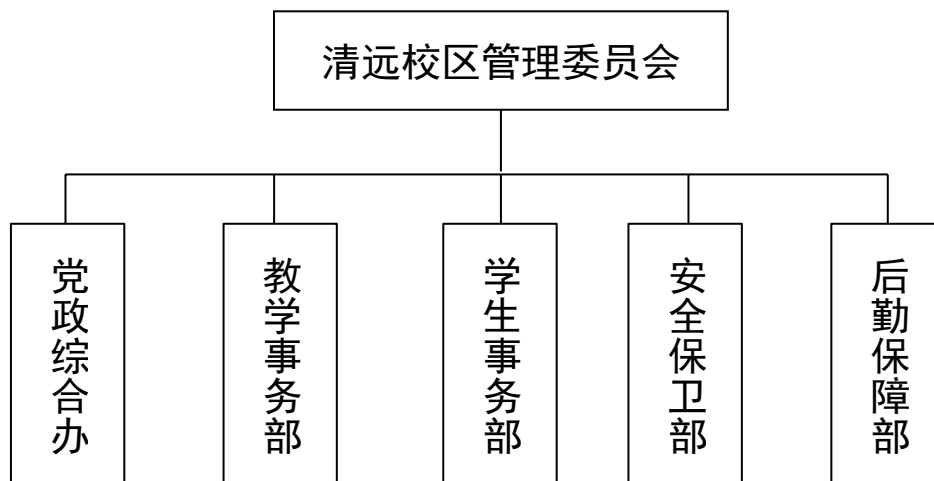 清远校区管理委员会
党政综合办
教学事务部
学生事务部
安全保卫部
后勤保障部